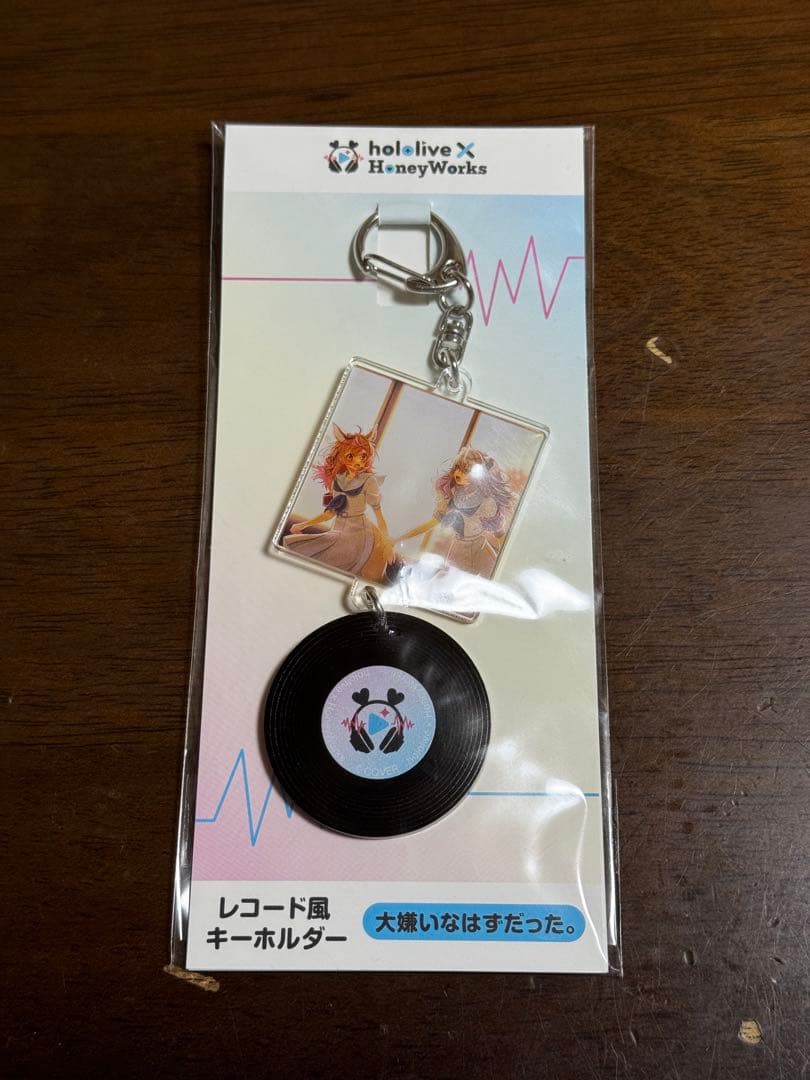 hololive ×
HoneyWorks
© COVER
レコード風
キーホルダー
大嫌いなはずだった。